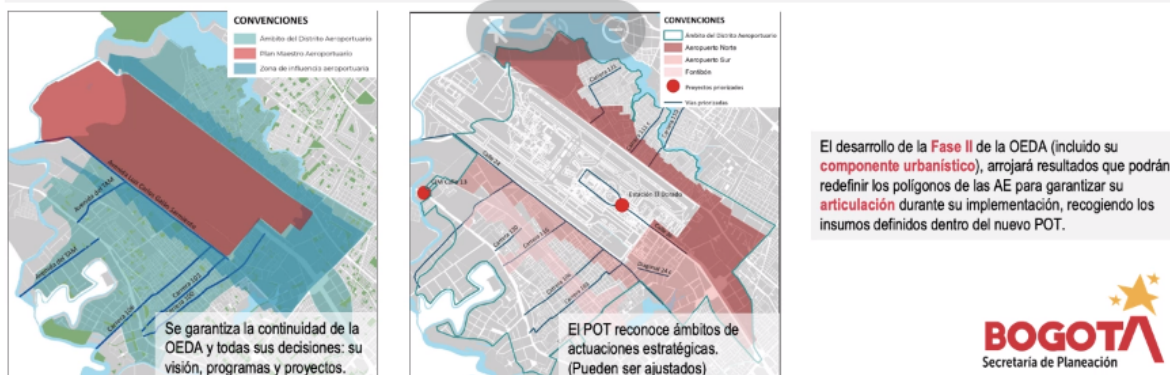 CONVENCIONES
Ámbito del Distrito Aeroportuario
Plan Maestro Aeroportuario
Zona de influencia aeroportuaria
Avenida Luis Carlos Galán Sarmiento
Avenida del TAM
Avenida del TAM
Carrera 103
Carrera 100
Carrera 106
Se garantiza la continuidad de la
OEDA y todas sus decisiones: su
visión, programas y proyectos.
CONVENCIONES
Ámbito del Distrito Aeroportuario
Aeropuerto Norte
Aeropuerto Sur
Fontibón
Proyectos priorizados
Vías priorizadas
Calle 24
Calle 13
Estación El Dorado
El POT reconoce ámbitos de
actuaciones estratégicas.
(Pueden ser ajustados)
El desarrollo de la Fase II de la OEDA (incluido su
componente urbanístico), arrojará resultados que podrán
redefinir los polígonos de las AE para garantizar su
articulación durante su implementación, recogiendo los
insumos definidos dentro del nuevo POT.
BOGOTÁ
Secretaría de Planeación